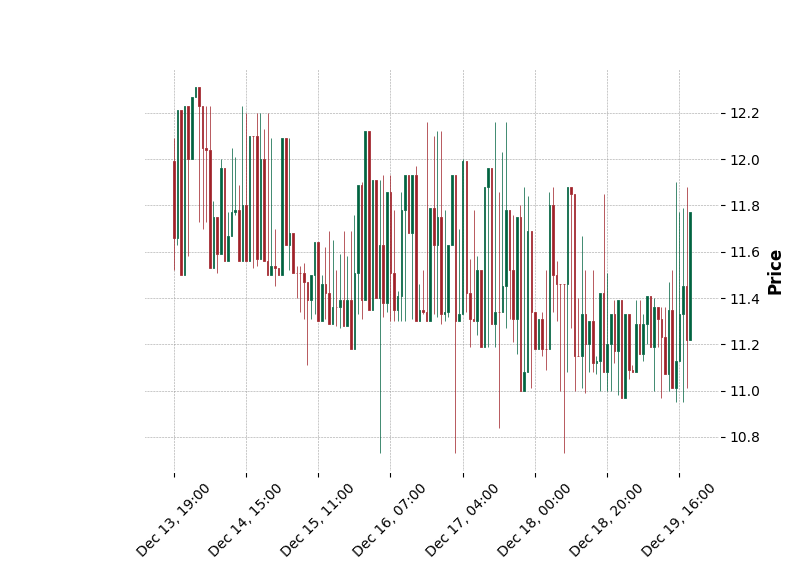 12.2
12.0
11.8
11.6
11.4
11.2
11.0
10.8
Price
Dec 13, 19:00
Dec 14, 15:00
Dec 15, 11:00
Dec 16, 07:00
Dec 17, 04:00
Dec 18, 00:00
Dec 18, 20:00
Dec 19, 16:00